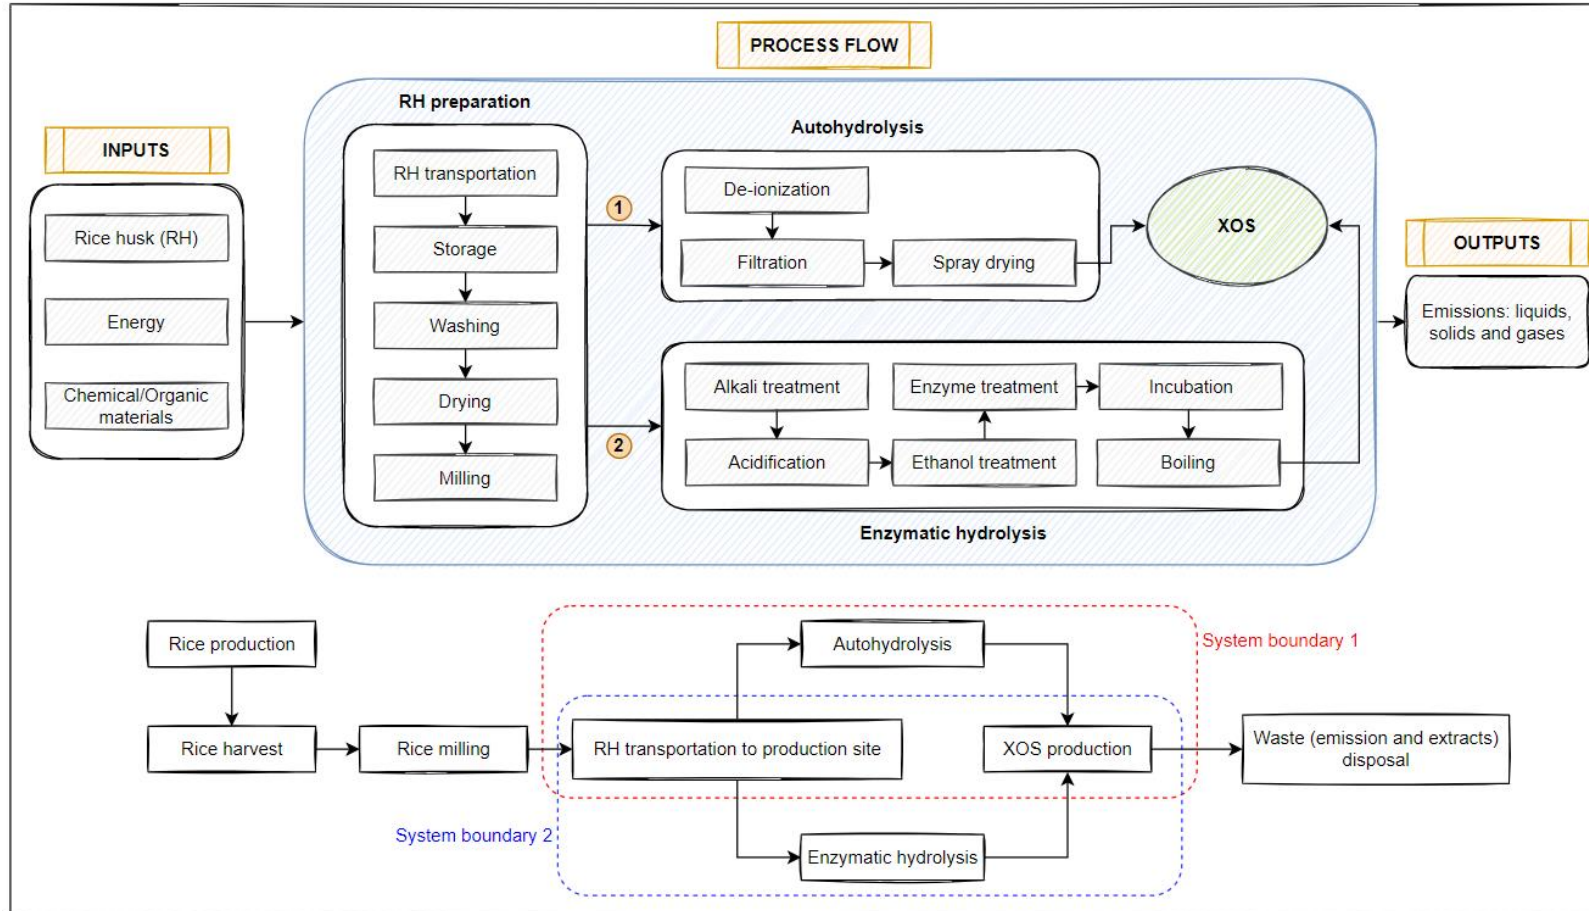 PROCESS FLOW
INPUTS
Rice husk (RH)
Energy
Chemical/Organic
materials
RH preparation
RH transportation
Storage
Washing
Drying
Milling
1
2
Autohydrolysis
De-ionization
Filtration
Spray drying
XOS
Alkali treatment
Acidification
Ethanol treatment
Enzyme treatment
Incubation
Boiling
Enzymatic hydrolysis
OUTPUTS
Emissions: liquids,
solids and gases
Rice production
Rice harvest
Rice milling
RH transportation to production site
Autohydrolysis
Enzymatic hydrolysis
XOS production
System boundary 1
System boundary 2
Waste (emission and extracts)
disposal